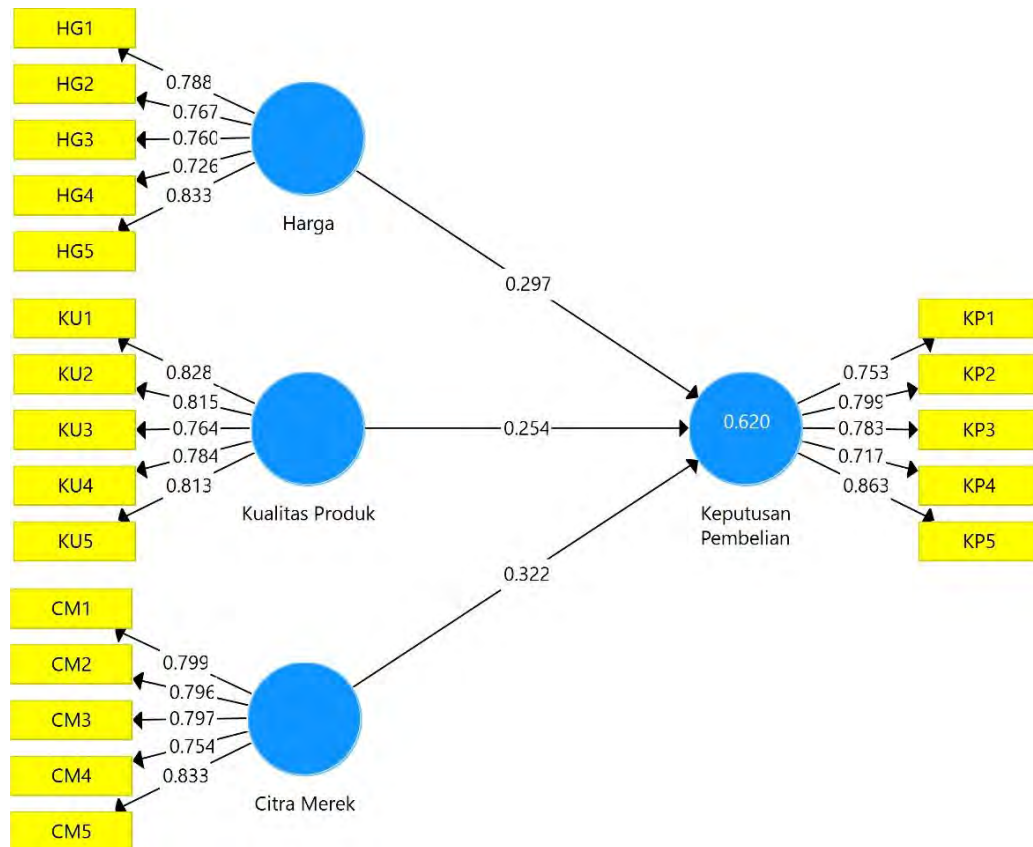 HG1
HG2
HG3
HG4
HG5
0.788
0.767
0.760
0.726
0.833
Harga
0.297
KU1
KU2
KU3
KU4
KU5
0.828
0.815
0.764
0.784
0.813
Kualitas Produk
0.254
CM1
CM2
CM3
CM4
CM5
0.799
0.796
0.797
0.754
0.833
Citra Merek
0.322
0.620
Keputusan
Pembelian
0.753
0.799
0.783
0.717
0.863
KP1
KP2
KP3
KP4
KP5